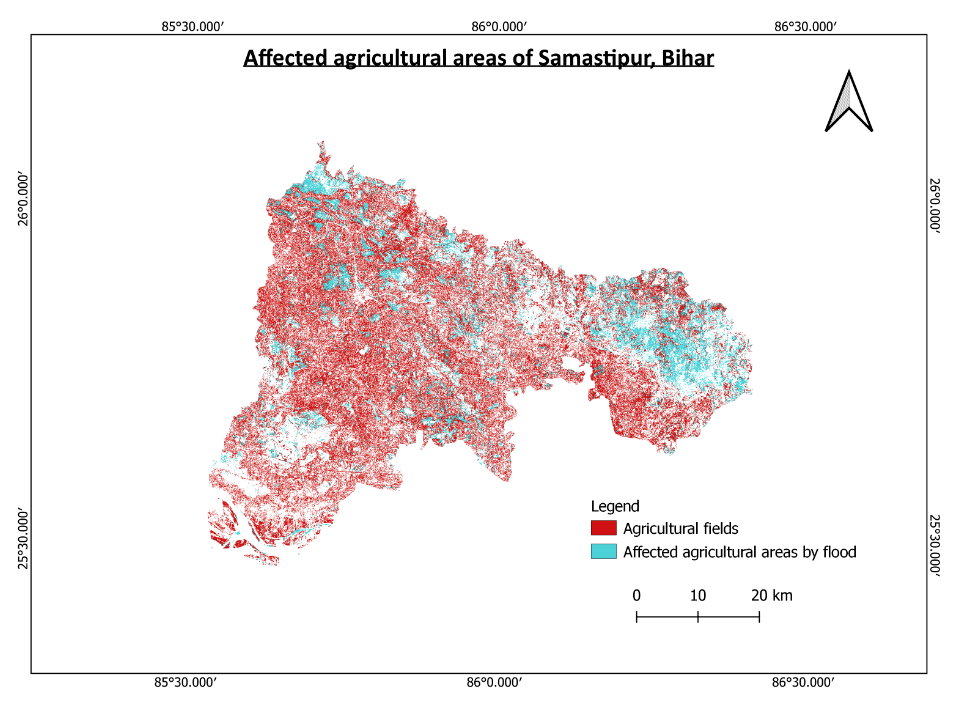 85°30.000′ 86°0.000′ 86°30.000′
Affected agricultural areas of Samastipur, Bihar
26°0.000′ 26°0.000′
25°30.000′ 25°30.000′
Legend
Agricultural fields
Affected agricultural areas by flood
0 10 20 km
85°30.000′ 86°0.000′ 86°30.000′